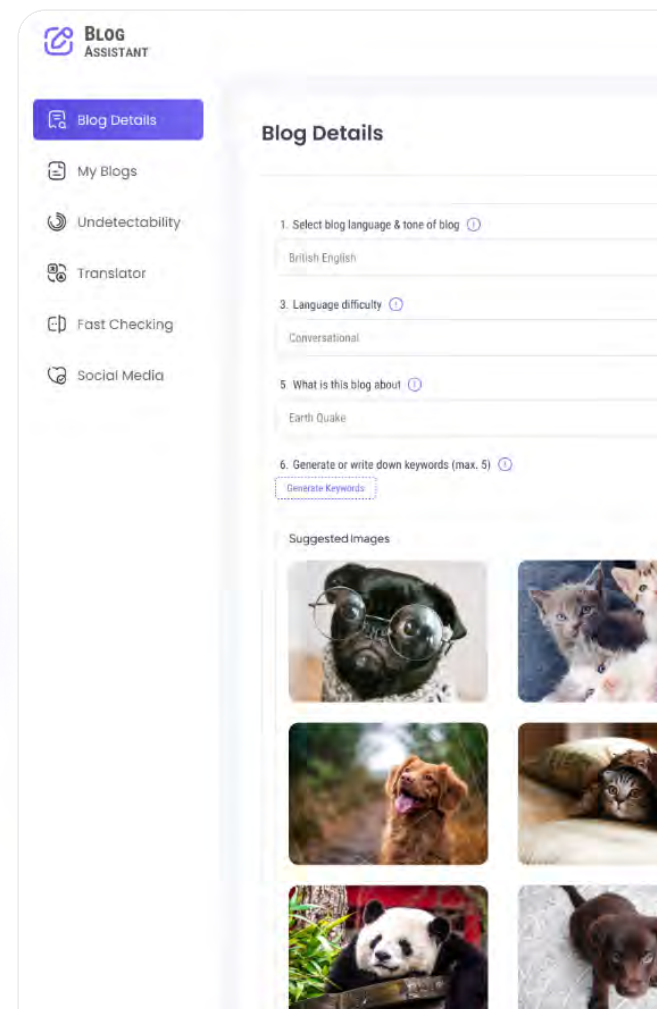 BLOG
ASSISTANT
Blog Details
My Blogs
Undetectability
Translator
Fast Checking
Social Media
Blog Details
1. Select blog language & tone of blog
British English
3. Language difficulty
Conversational
5 What is this blog about
Earth Quake
6. Generate or write down keywords (max. 5)
Generate Keywords
Suggested Images